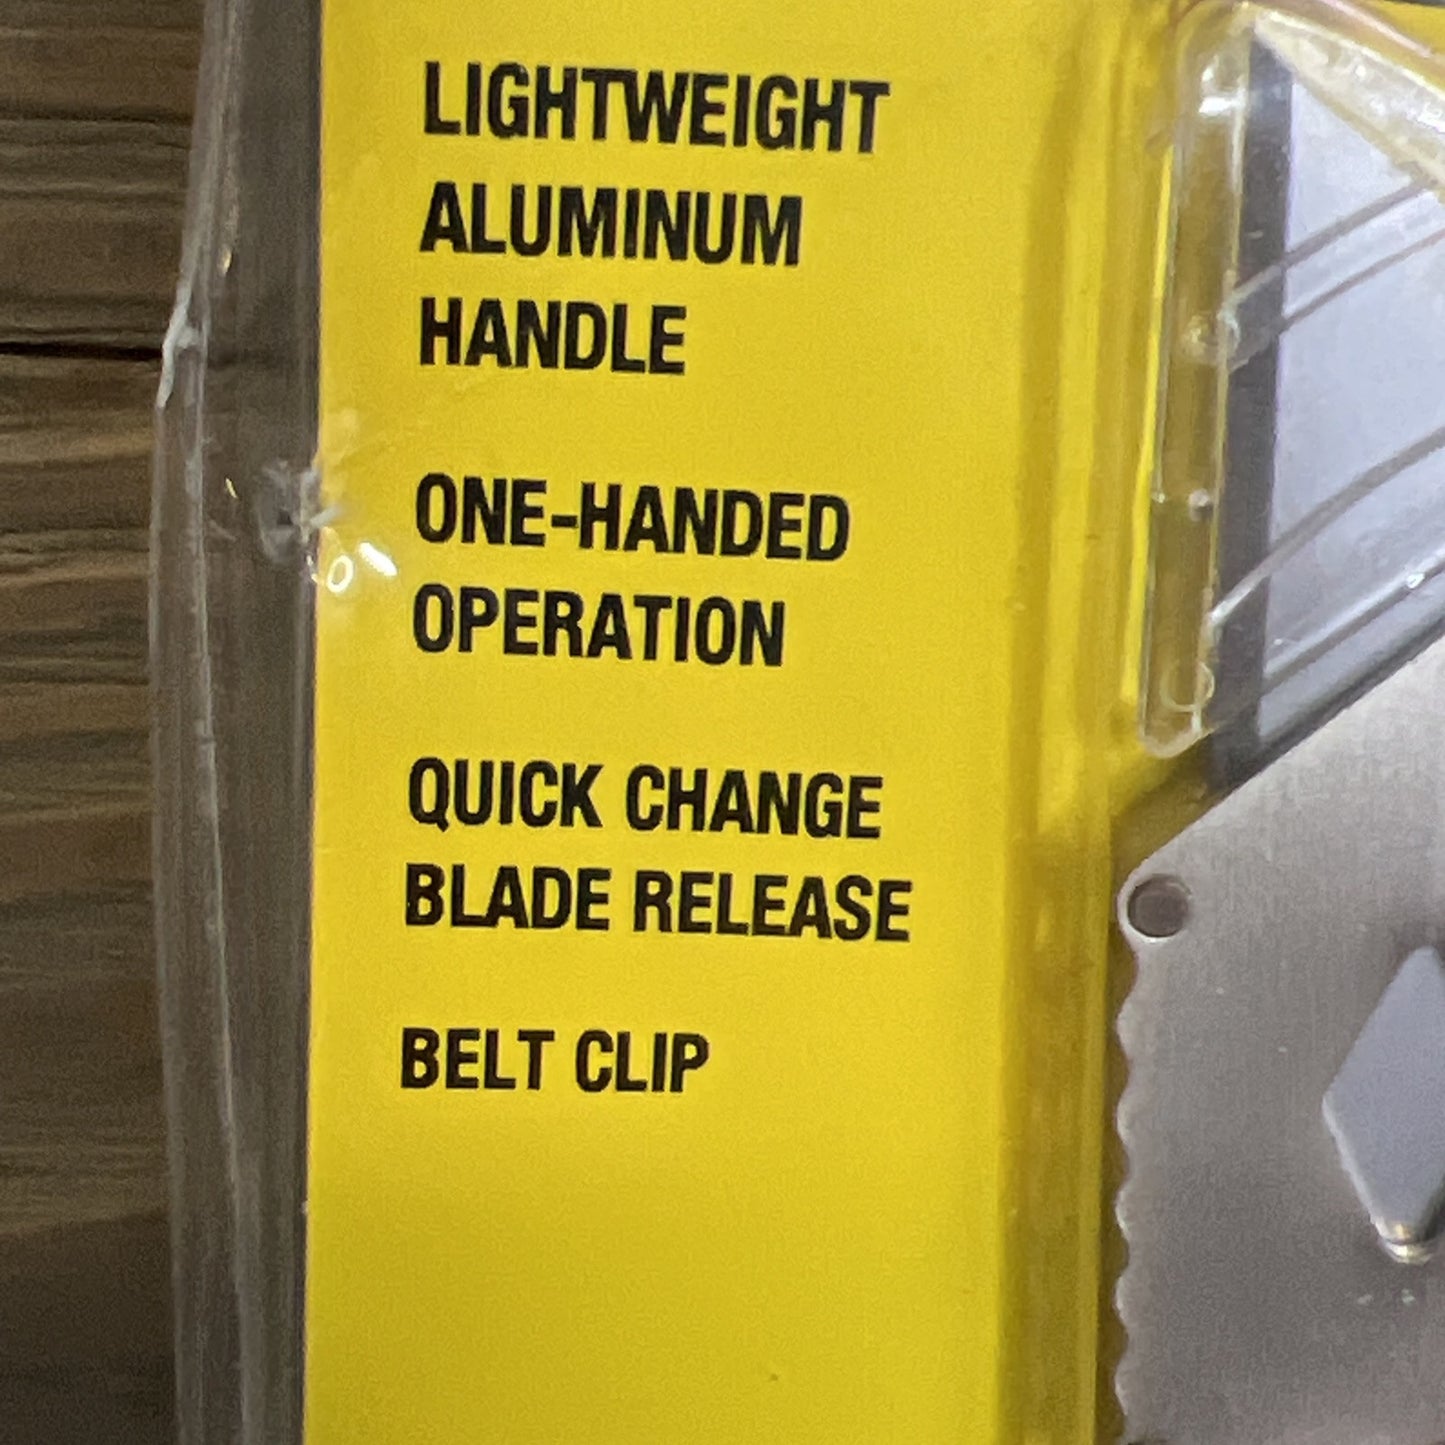 LIGHTWEIGHT
ALUMINUM
HANDLE
ONE-HANDED
OPERATION
QUICK CHANGE
BLADE RELEASE
BELT CLIP